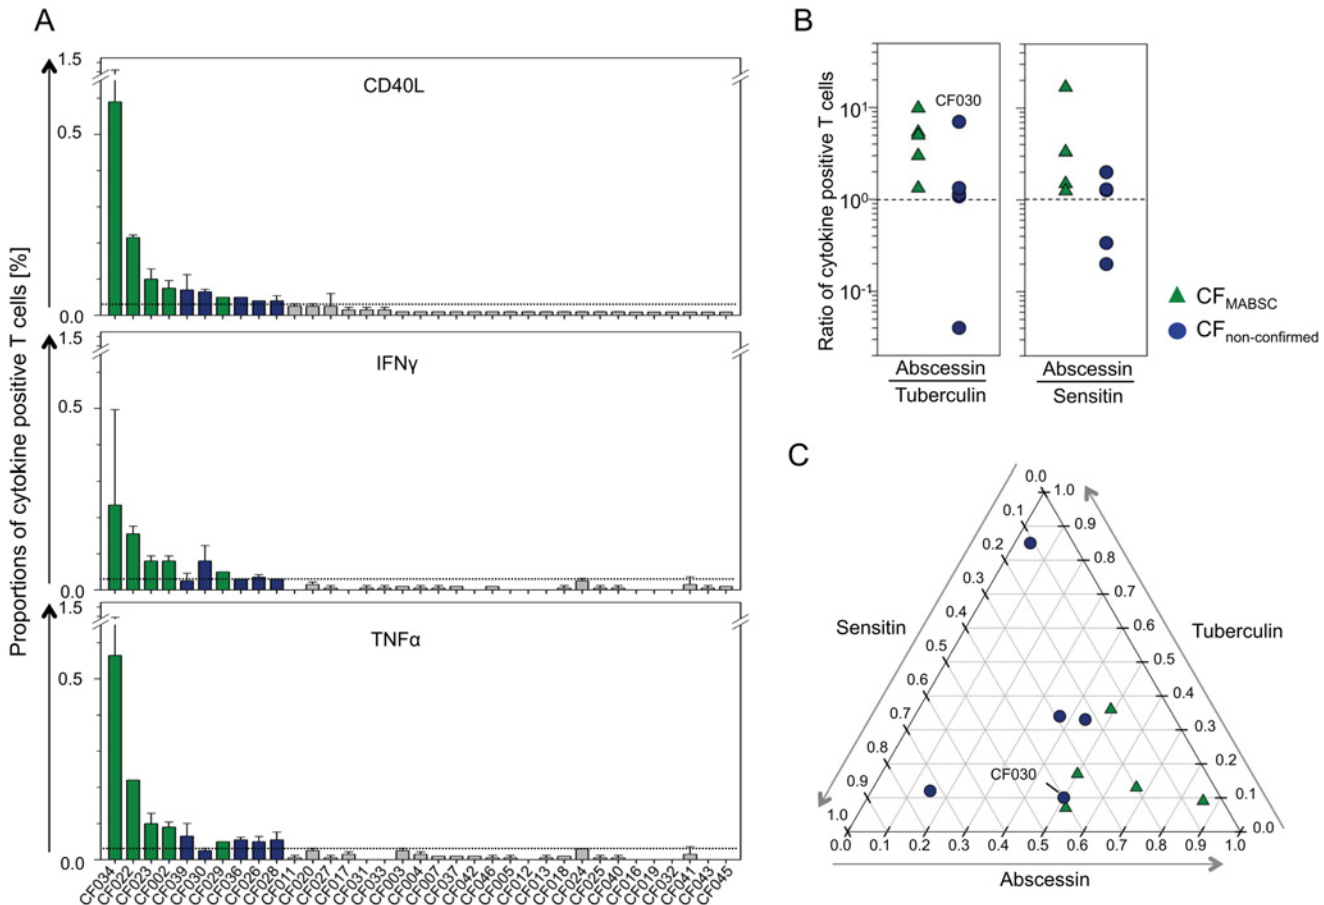 A
Proportions of cytokine positive T cells [%]
1.5
CD40L
0.5
0.0
1.5
IFNγ
0.5
0.0
1.5
TNFα
0.5
0.0
CF034
CF022
CF023
CF002
CF039
CF030
CF029
CF036
CF026
CF028
CF011
CF020
CF027
CF017
CF031
CF033
CF003
CF004
CF007
CF037
CF042
CF046
CF005
CF012
CF013
CF018
CF024
CF025
CF040
CF016
CF019
CF032
CF041
CF043
CF045
B
Ratio of cytokine positive T cells
10¹
10⁰
10⁻¹
CF030
Abscessin
Tuberculin
Abscessin
Sensitin
CF MABSC
CF non-confirmed
C
Sensitin
0.0
0.1
0.2
0.3
0.4
0.5
0.6
0.7
0.8
0.9
1.0
Tuberculin
1.0
0.9
0.8
0.7
0.6
0.5
0.4
0.3
0.2
0.1
0.0
CF030
0.0 0.1 0.2 0.3 0.4 0.5 0.6 0.7 0.8 0.9 1.0
Abscessin